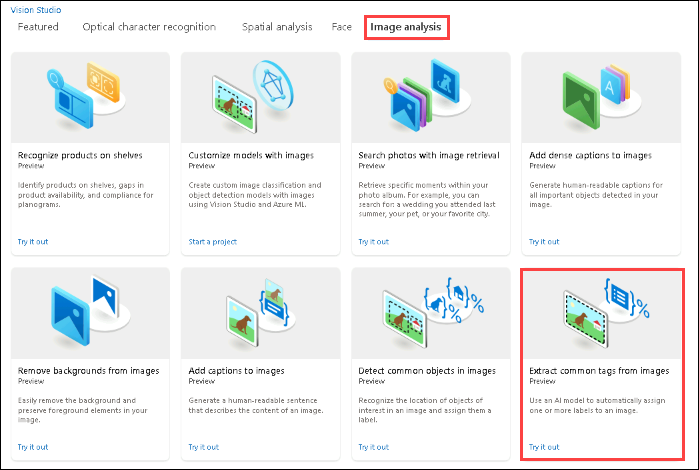 Vision Studio
Featured Optical character recognition Spatial analysis Face Image analysis
Recognize products on shelves
Preview
Identify products on shelves, gaps in
product availability, and compliance for
planograms.
Try it out
Customize models with images
Preview
Create custom image classification and
object detection models with images
using Vision Studio and Azure ML.
Start a project
Search photos with image retrieval
Preview
Retrieve specific moments within your
photo album. For example, you can
search for: a wedding you attended last
summer, your pet, or your favorite city.
Try it out
Add dense captions to images
Preview
Generate human-readable captions for
all important objects detected in your
image.
Try it out
Remove backgrounds from images
Preview
Easily remove the background and
preserve foreground elements in your
image.
Try it out
Add captions to images
Preview
Generate a human-readable sentence
that describes the content of an image.
Try it out
Detect common objects in images
Preview
Recognize the location of objects of
interest in an image and assign them a
label.
Try it out
Extract common tags from images
Preview
Use an AI model to automatically assign
one or more labels to an image.
Try it out